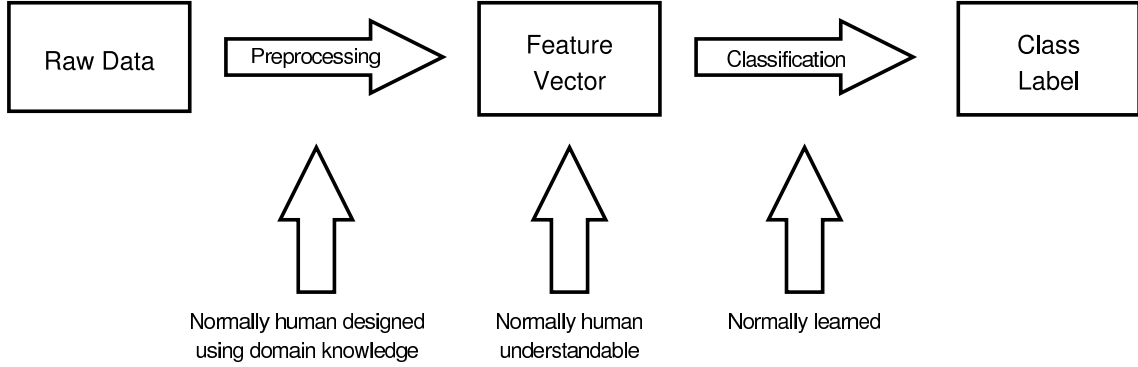 Raw Data
Preprocessing
Feature
Vector
Classification
Class
Label
Normally human designed
using domain knowledge
Normally human
understandable
Normally learned